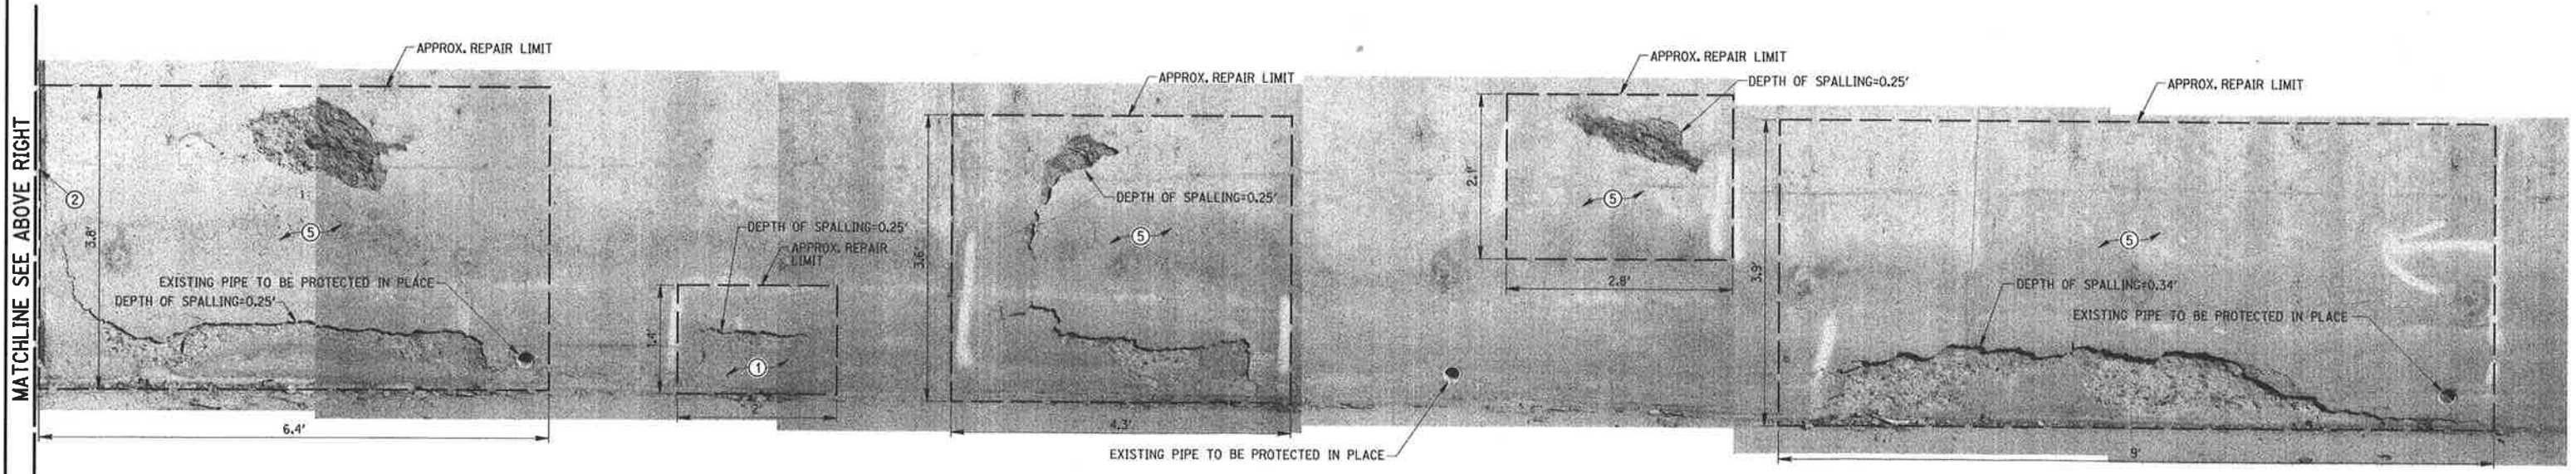 MATCHLINE SEE ABOVE RIGHT
APPROX. REPAIR LIMIT
2
3.8'
5
EXISTING PIPE TO BE PROTECTED IN PLACE
DEPTH OF SPALLING=0.25'
6.4'
DEPTH OF SPALLING=0.25'
APPROX. REPAIR
LIMIT
1.4'
1
2'
APPROX. REPAIR LIMIT
3.6'
DEPTH OF SPALLING=0.25'
5
4.3'
EXISTING PIPE TO BE PROTECTED IN PLACE
APPROX. REPAIR LIMIT
DEPTH OF SPALLING=0.25'
2.1'
5
2.8'
APPROX. REPAIR LIMIT
3.9'
5
DEPTH OF SPALLING=0.34'
EXISTING PIPE TO BE PROTECTED IN PLACE
9'